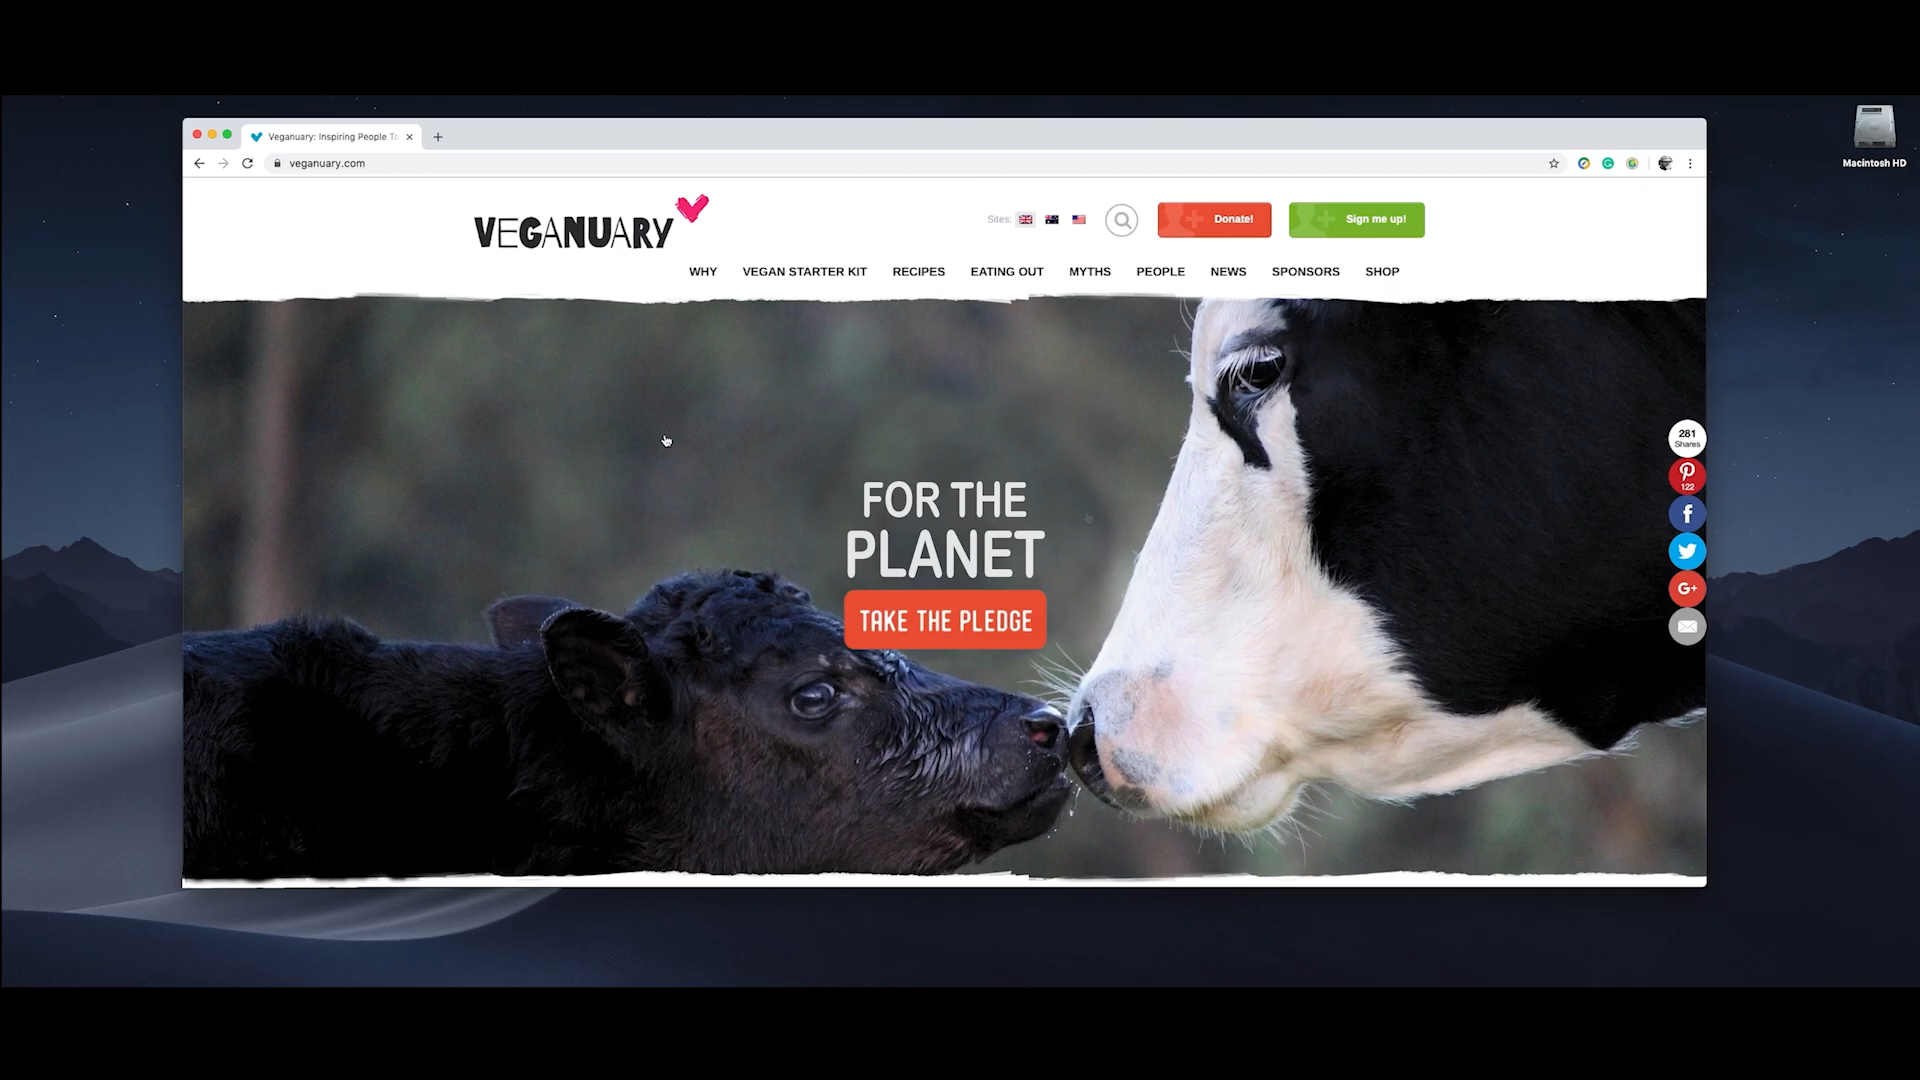 Veganuary: Inspiring People To
veganuary.com
Macintosh HD
VEGANUARY
Sites:
Donate!
Sign me up!
WHY VEGAN STARTER KIT RECIPES EATING OUT MYTHS PEOPLE NEWS SPONSORS SHOP
281
Shares
122
FOR THE
PLANET
TAKE THE PLEDGE